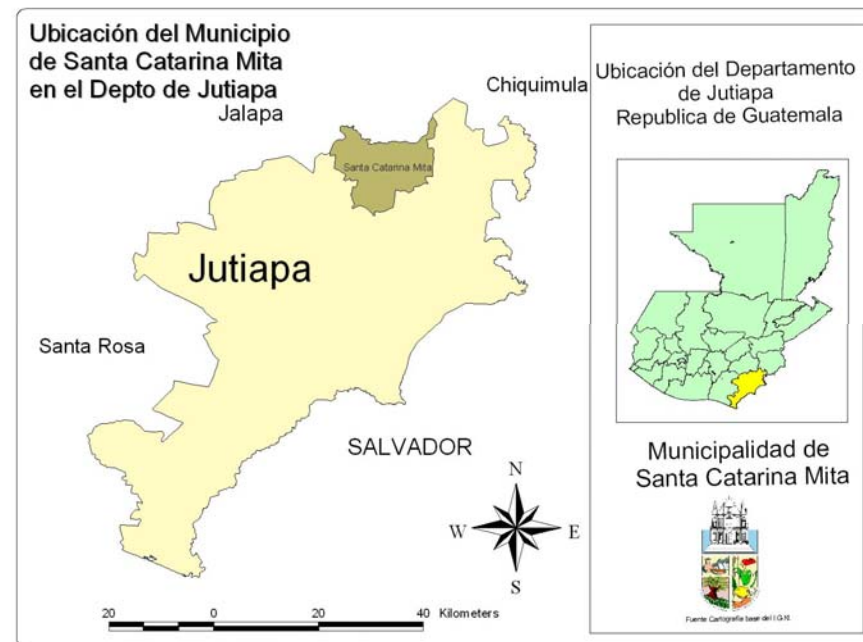 Ubicación del Municipio
de Santa Catarina Mita
en el Depto de Jutiapa
Jalapa
Chiquimula
Santa Catarina Mita
Jutiapa
Santa Rosa
SALVADOR
N
W
E
S
20
0
20
40
Kilometers
Ubicación del Departamento
de Jutiapa
Republica de Guatemala
Municipalidad de
Santa Catarina Mita
Fuente Cartografia base del I.G.N.